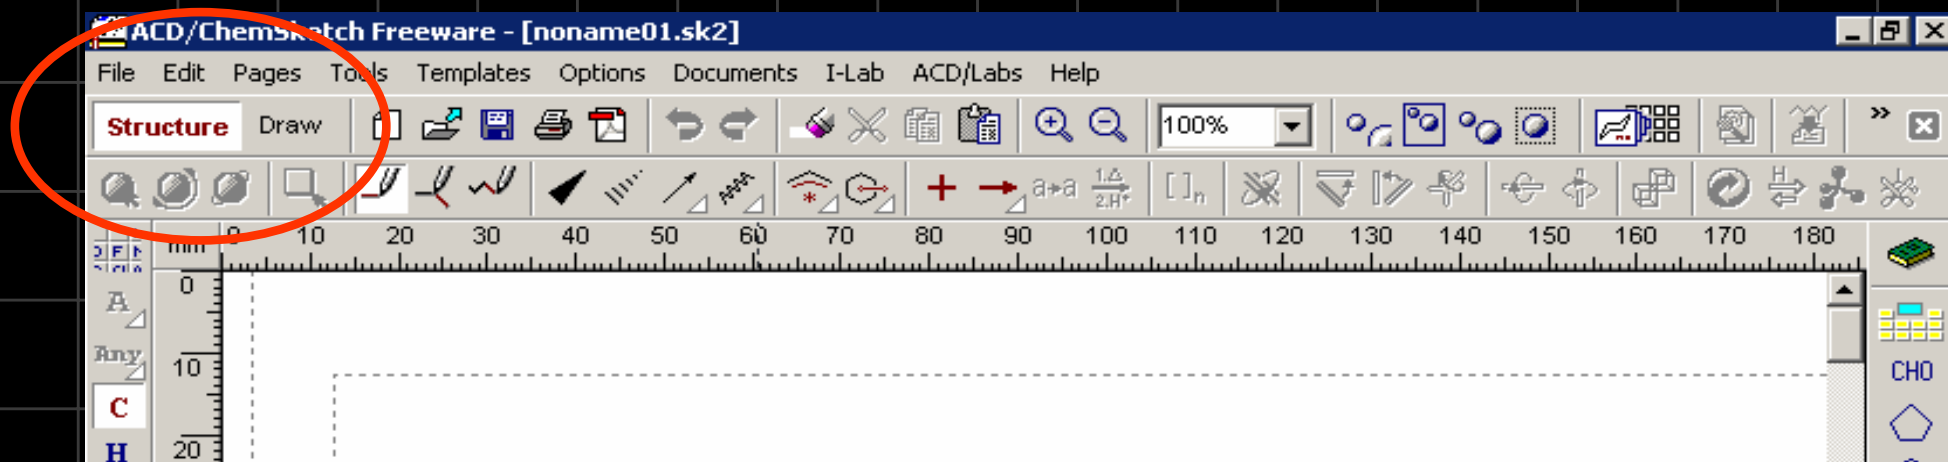 ACD/ChemSketch Freeware - [noname01.sk2]
File Edit Pages Tools Templates Options Documents I-Lab ACD/Labs Help
Structure Draw 100%
a→a 1.Δ 2.H⁺ [ ]n H
mm 0 10 20 30 40 50 60 70 80 90 100 110 120 130 140 150 160 170 180
0
A
Any
10
CHO
C
H
20